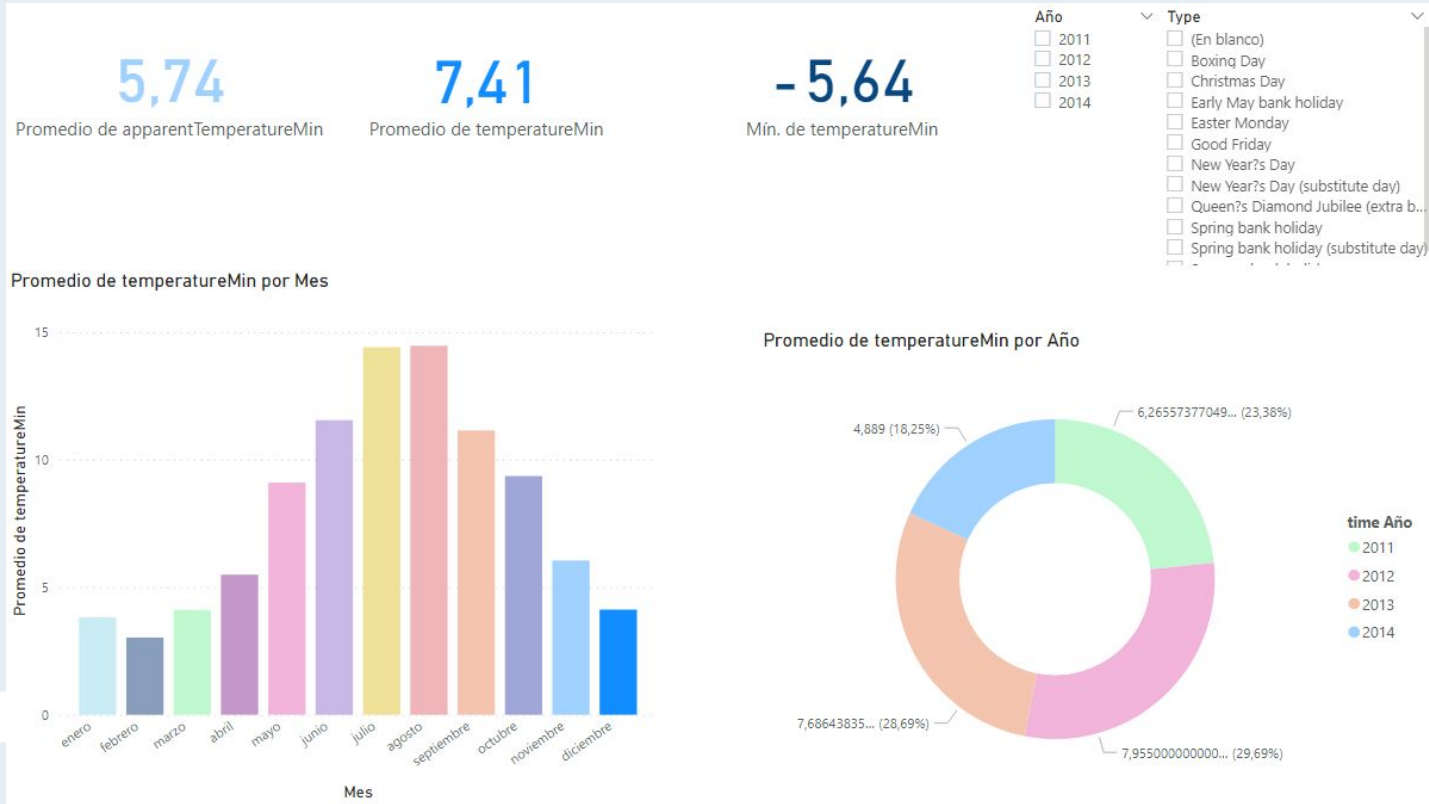 5,74
Promedio de apparentTemperatureMin
7,41
Promedio de temperatureMin
-5,64
Mín. de temperatureMin
Año
2011
2012
2013
2014
Type
(En blanco)
Boxing Day
Christmas Day
Early May bank holiday
Easter Monday
Good Friday
New Year?s Day
New Year?s Day (substitute day)
Queen?s Diamond Jubilee (extra b...
Spring bank holiday
Spring bank holiday (substitute day)
Promedio de temperatureMin por Mes
Promedio de temperatureMin
15
10
5
0
enero
febrero
marzo
abril
mayo
junio
julio
agosto
septiembre
octubre
noviembre
diciembre
Mes
Promedio de temperatureMin por Año
6,26557377049... (23,38%)
4,889 (18,25%)
7,68643835... (28,69%)
7,955000000000... (29,69%)
time Año
2011
2012
2013
2014